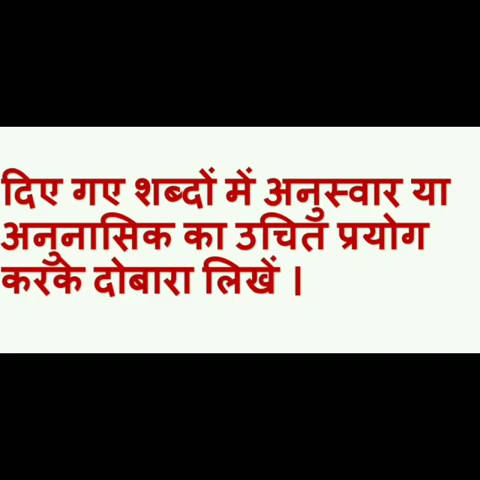 दिए गए शब्दों में अनुस्वार या
अनुनासिक का उचित प्रयोग
करके दोबारा लिखें ।